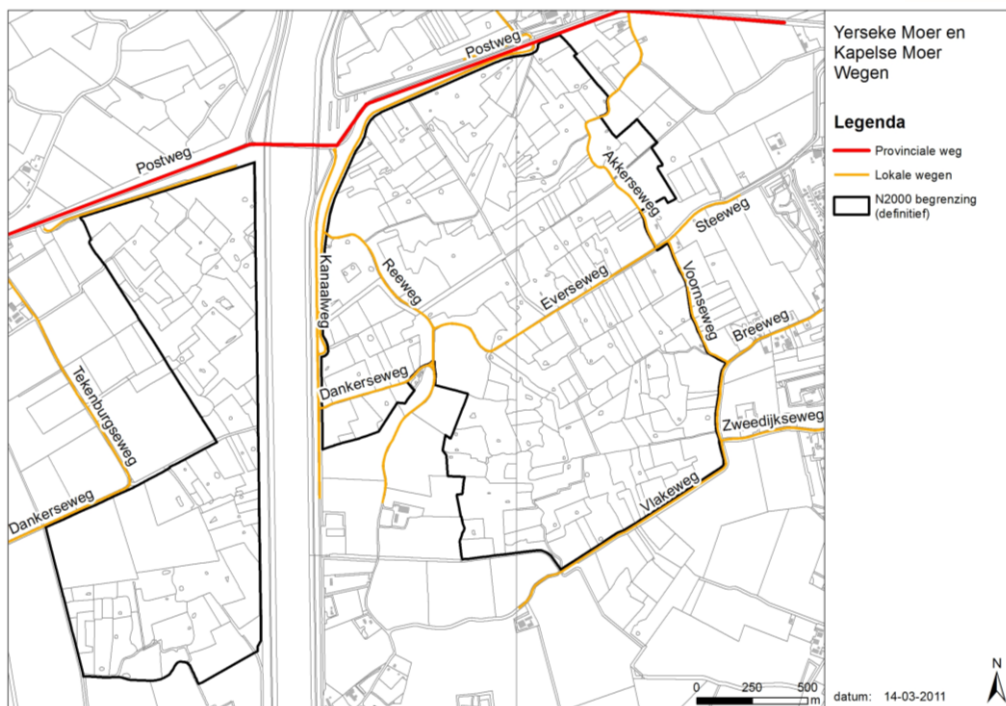 Yerseke Moer en
Kapelse Moer
Wegen
Legenda
Provinciale weg
Lokale wegen
N2000 begrenzing
(definitief)
Postweg
Postweg
Akkerseweg
Steeweg
Kanaalweg
Reeweg
Everseweg
Voornseweg
Breeweg
Tekenburgseweg
Dankerseweg
Zweedijkseweg
Dankerseweg
Vlakeweg
0 250 500
m
datum: 14-03-2011
N